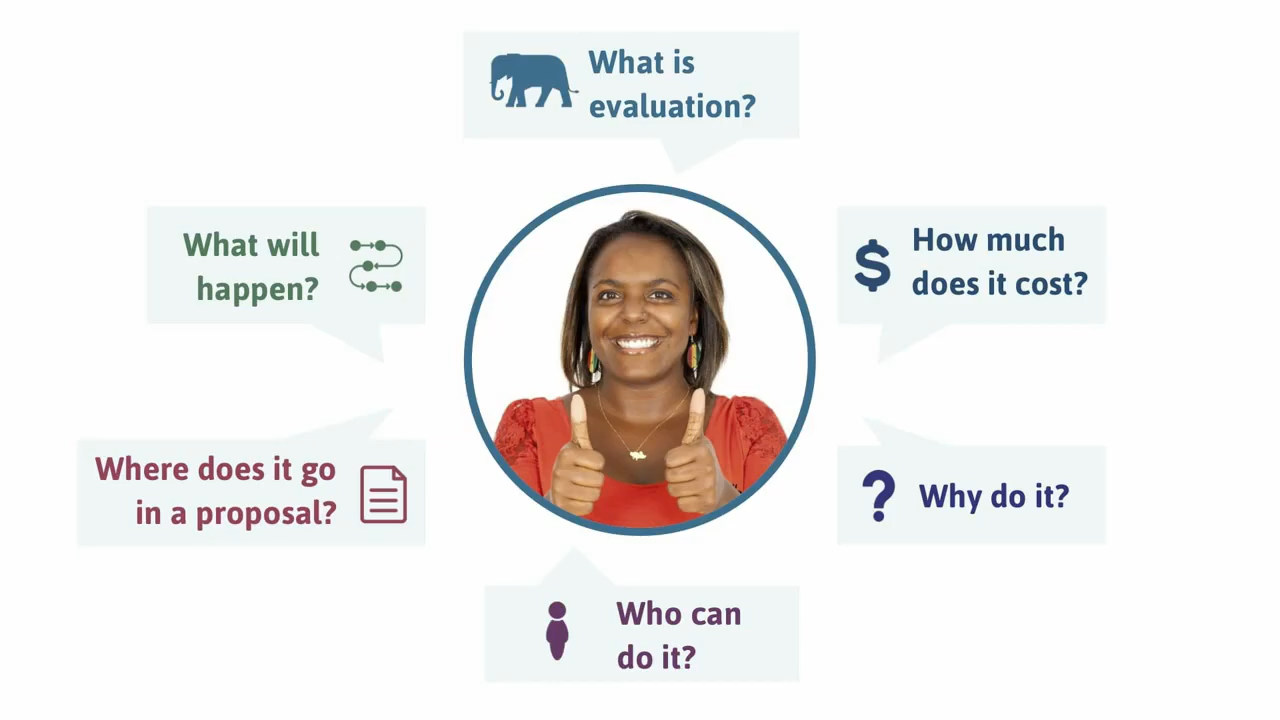 What is
evaluation?
What will
happen?
How much
does it cost?
Where does it go
in a proposal?
Why do it?
Who can
do it?